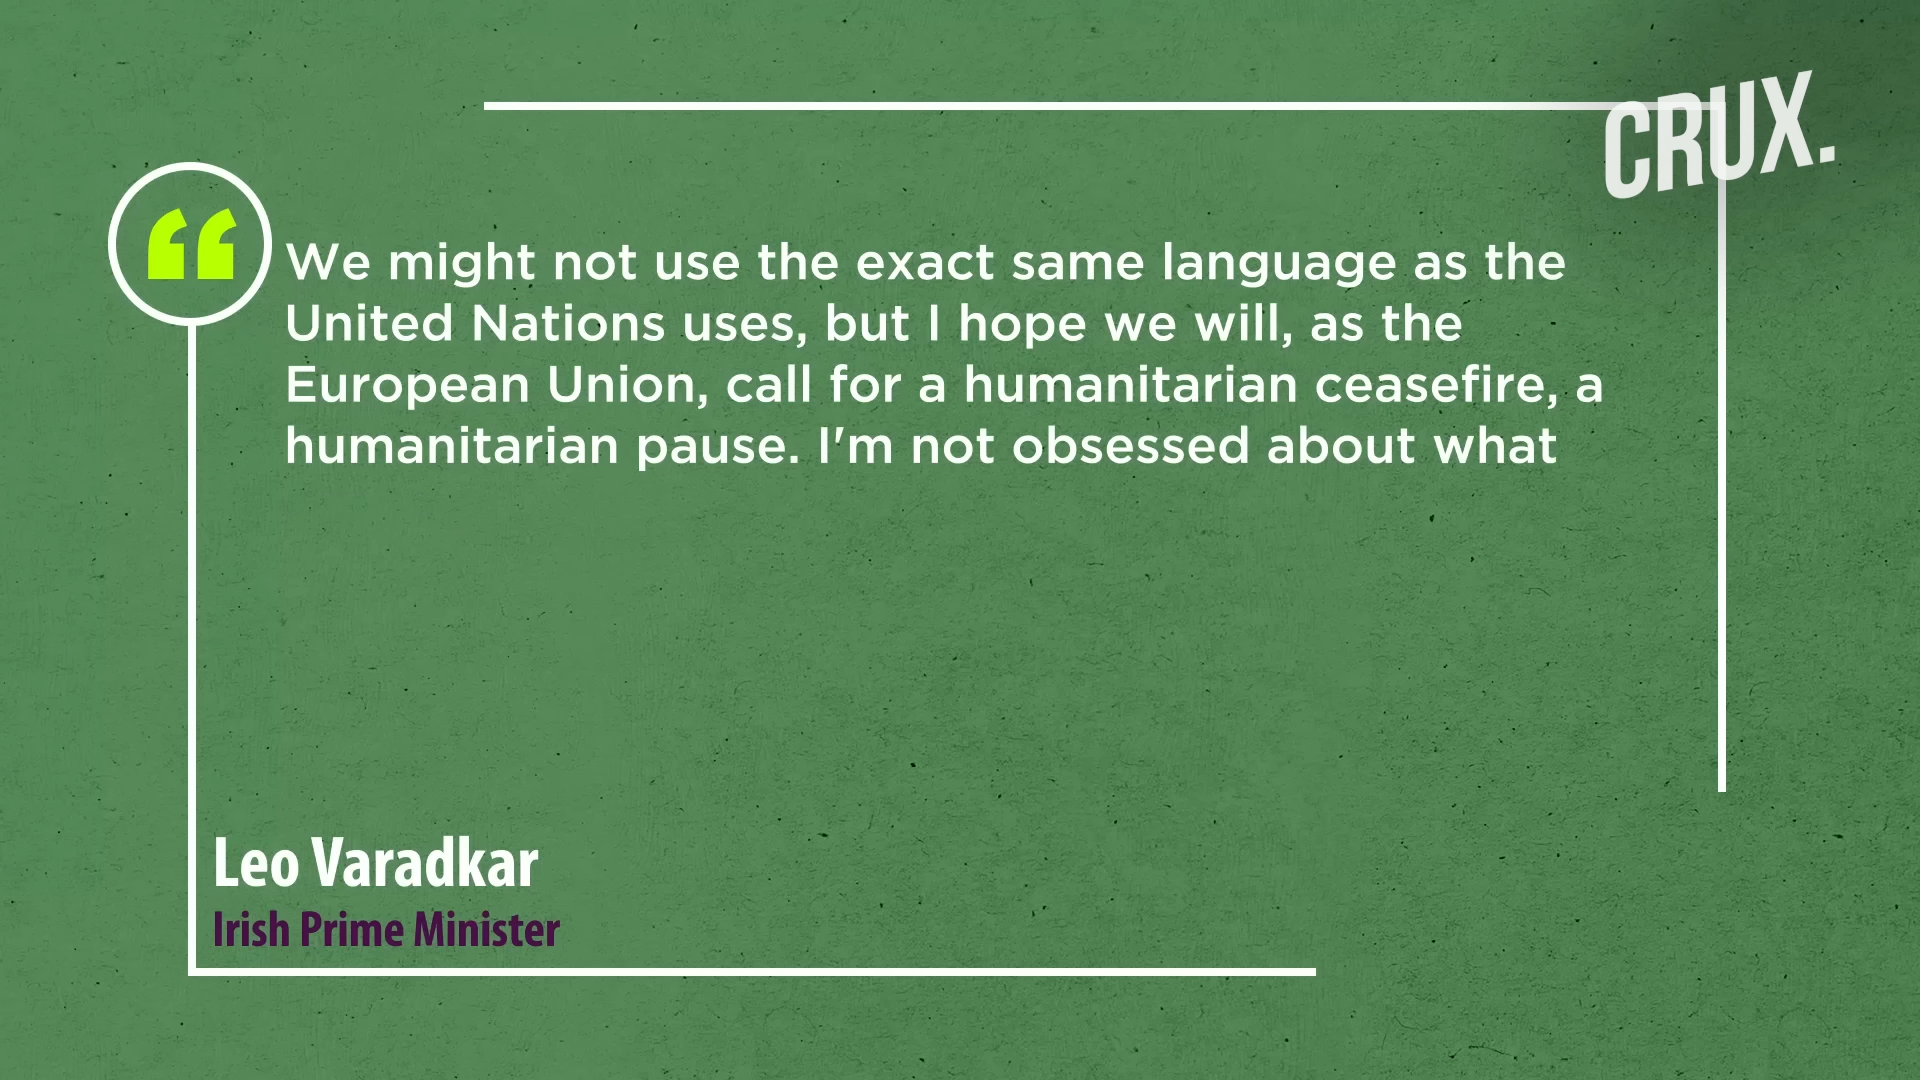 CRUX.
“
We might not use the exact same language as the
United Nations uses, but I hope we will, as the
European Union, call for a humanitarian ceasefire, a
humanitarian pause. I'm not obsessed about what
Leo Varadkar
Irish Prime Minister